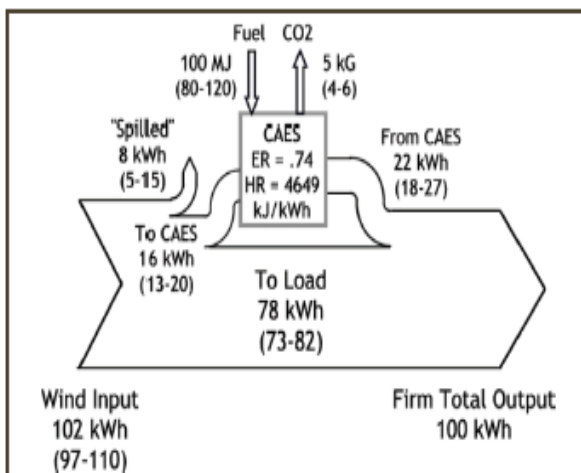 Fuel CO2
100 MJ
(80-120)
5 kG
(4-6)
"Spilled"
8 kWh
(5-15)
CAES
ER = .74
HR = 4649
kJ/kWh
From CAES
22 kWh
(18-27)
To CAES
16 kWh
(13-20)
To Load
78 kWh
(73-82)
Wind Input
102 kWh
(97-110)
Firm Total Output
100 kWh